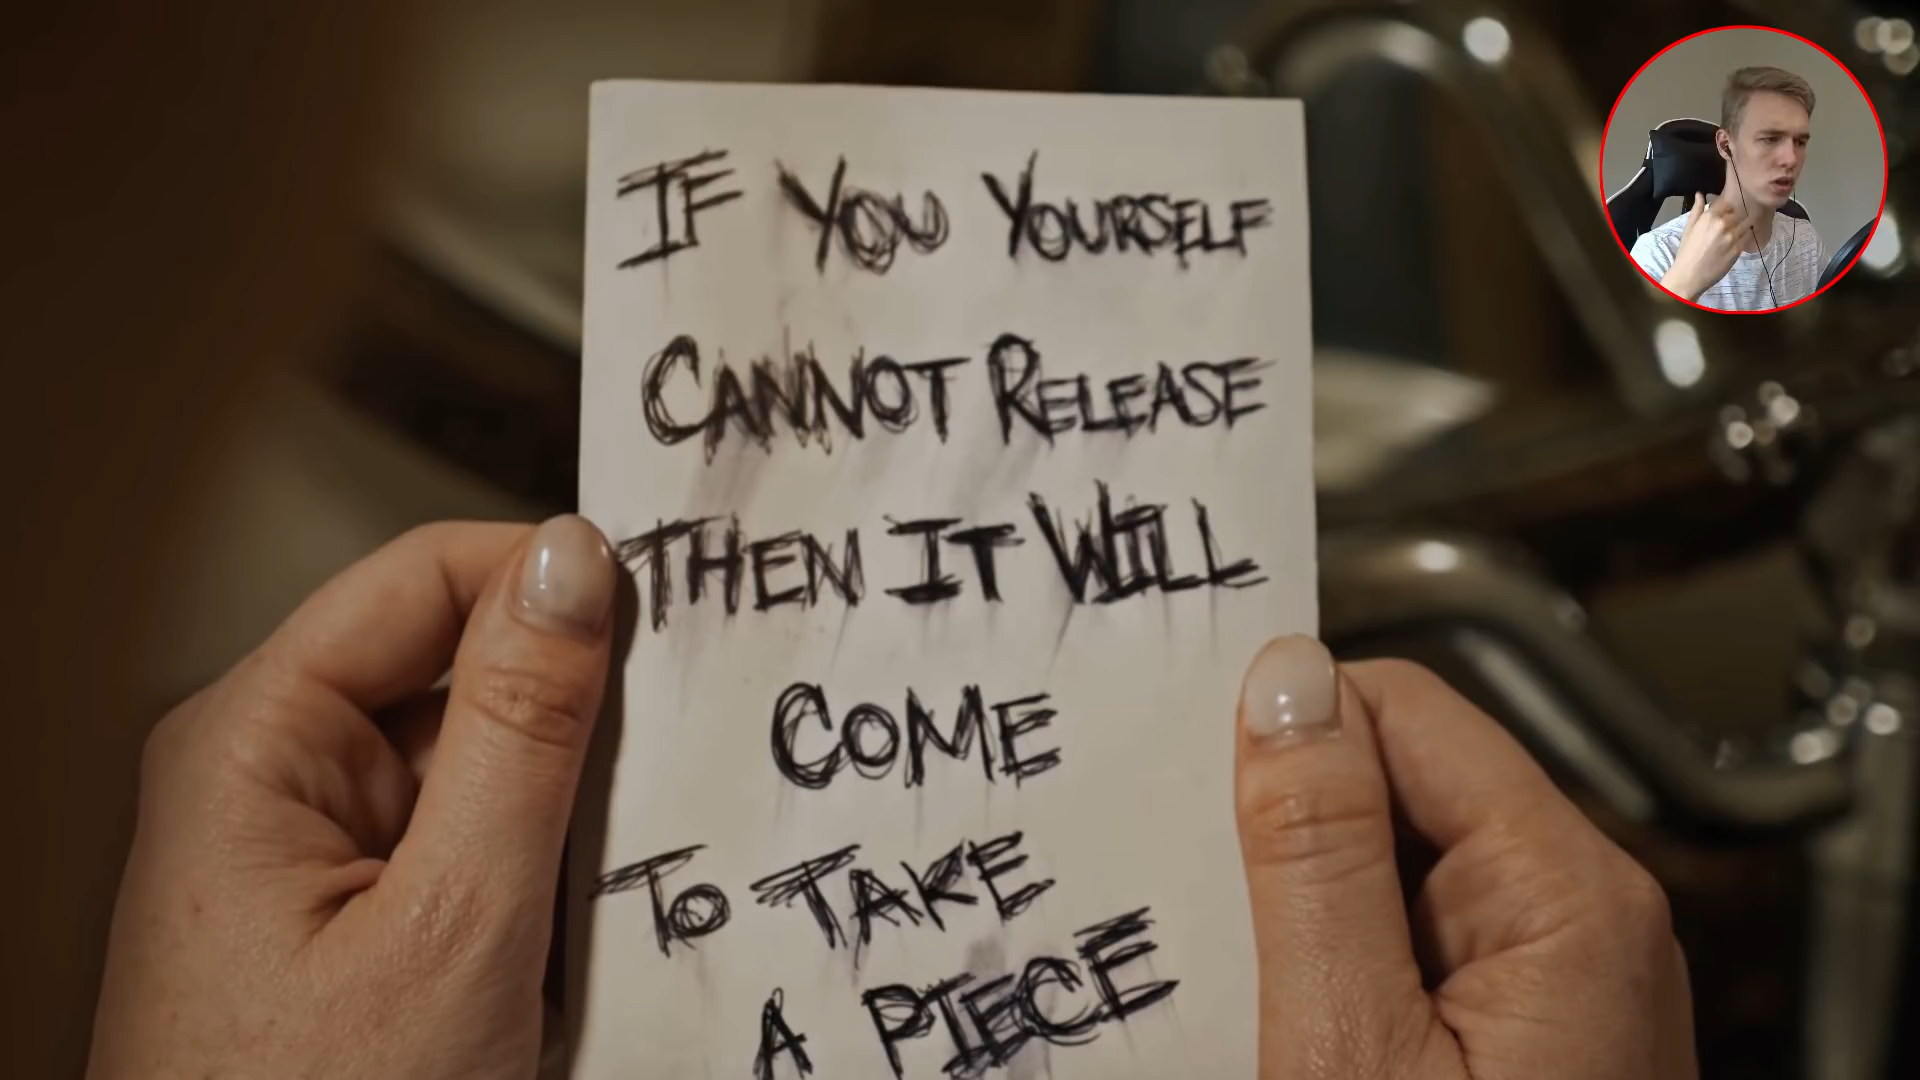 IF YOU YOURSELF
CANNOT RELEASE
THEN IT WILL
COME
TO TAKE
A PIECE